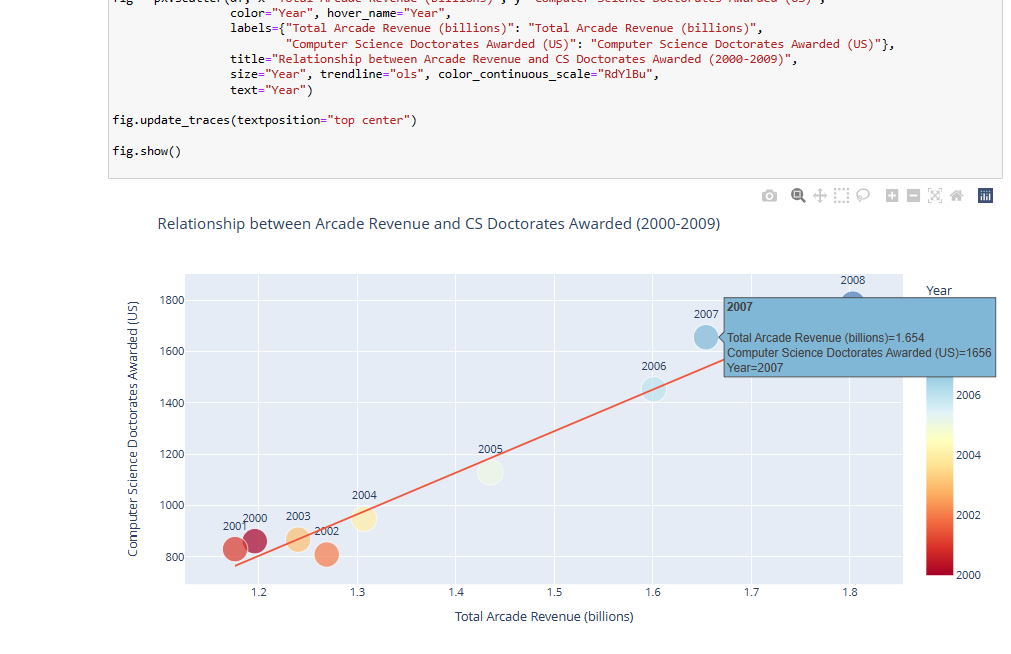 fig = px.scatter(df, x="Total Arcade Revenue (billions)", y="Computer Science Doctorates Awarded (US)",
color="Year", hover_name="Year",
labels={"Total Arcade Revenue (billions)": "Total Arcade Revenue (billions)",
"Computer Science Doctorates Awarded (US)": "Computer Science Doctorates Awarded (US)"},
title="Relationship between Arcade Revenue and CS Doctorates Awarded (2000-2009)",
size="Year", trendline="ols", color_continuous_scale="RdYlBu",
text="Year")
fig.update_traces(textposition="top center")
fig.show()
Relationship between Arcade Revenue and CS Doctorates Awarded (2000-2009)
2008
Year
1800
2007
2007
Total Arcade Revenue (billions)=1.654
Computer Science Doctorates Awarded (US)=1656
Year=2007
1600
2006
2006
1400
2005
1200
2004
2004
1000
2003
2002
2000
2001
2002
800
2000
Computer Science Doctorates Awarded (US)
1.2
1.3
1.4
1.5
1.6
1.7
1.8
Total Arcade Revenue (billions)